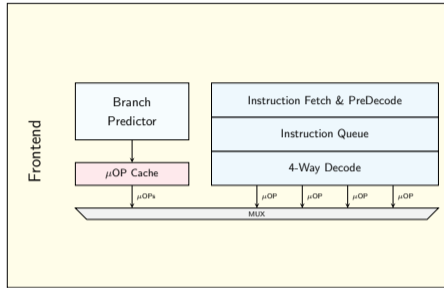 Frontend
Branch
Predictor
μOP Cache
μOPs
Instruction Fetch & PreDecode
Instruction Queue
4-Way Decode
μOP
μOP
μOP
μOP
MUX